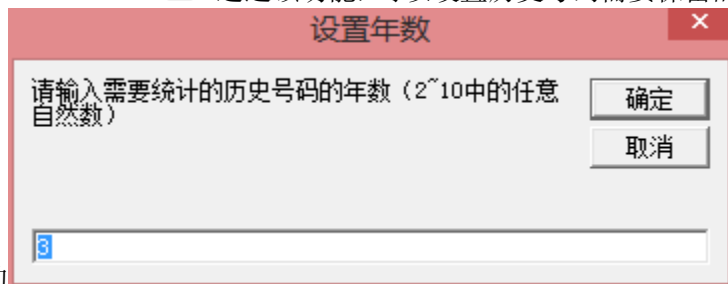 设置年数
×
请输入需要统计的历史号码的年数（2~10中的任意
自然数）
确定
取消
3